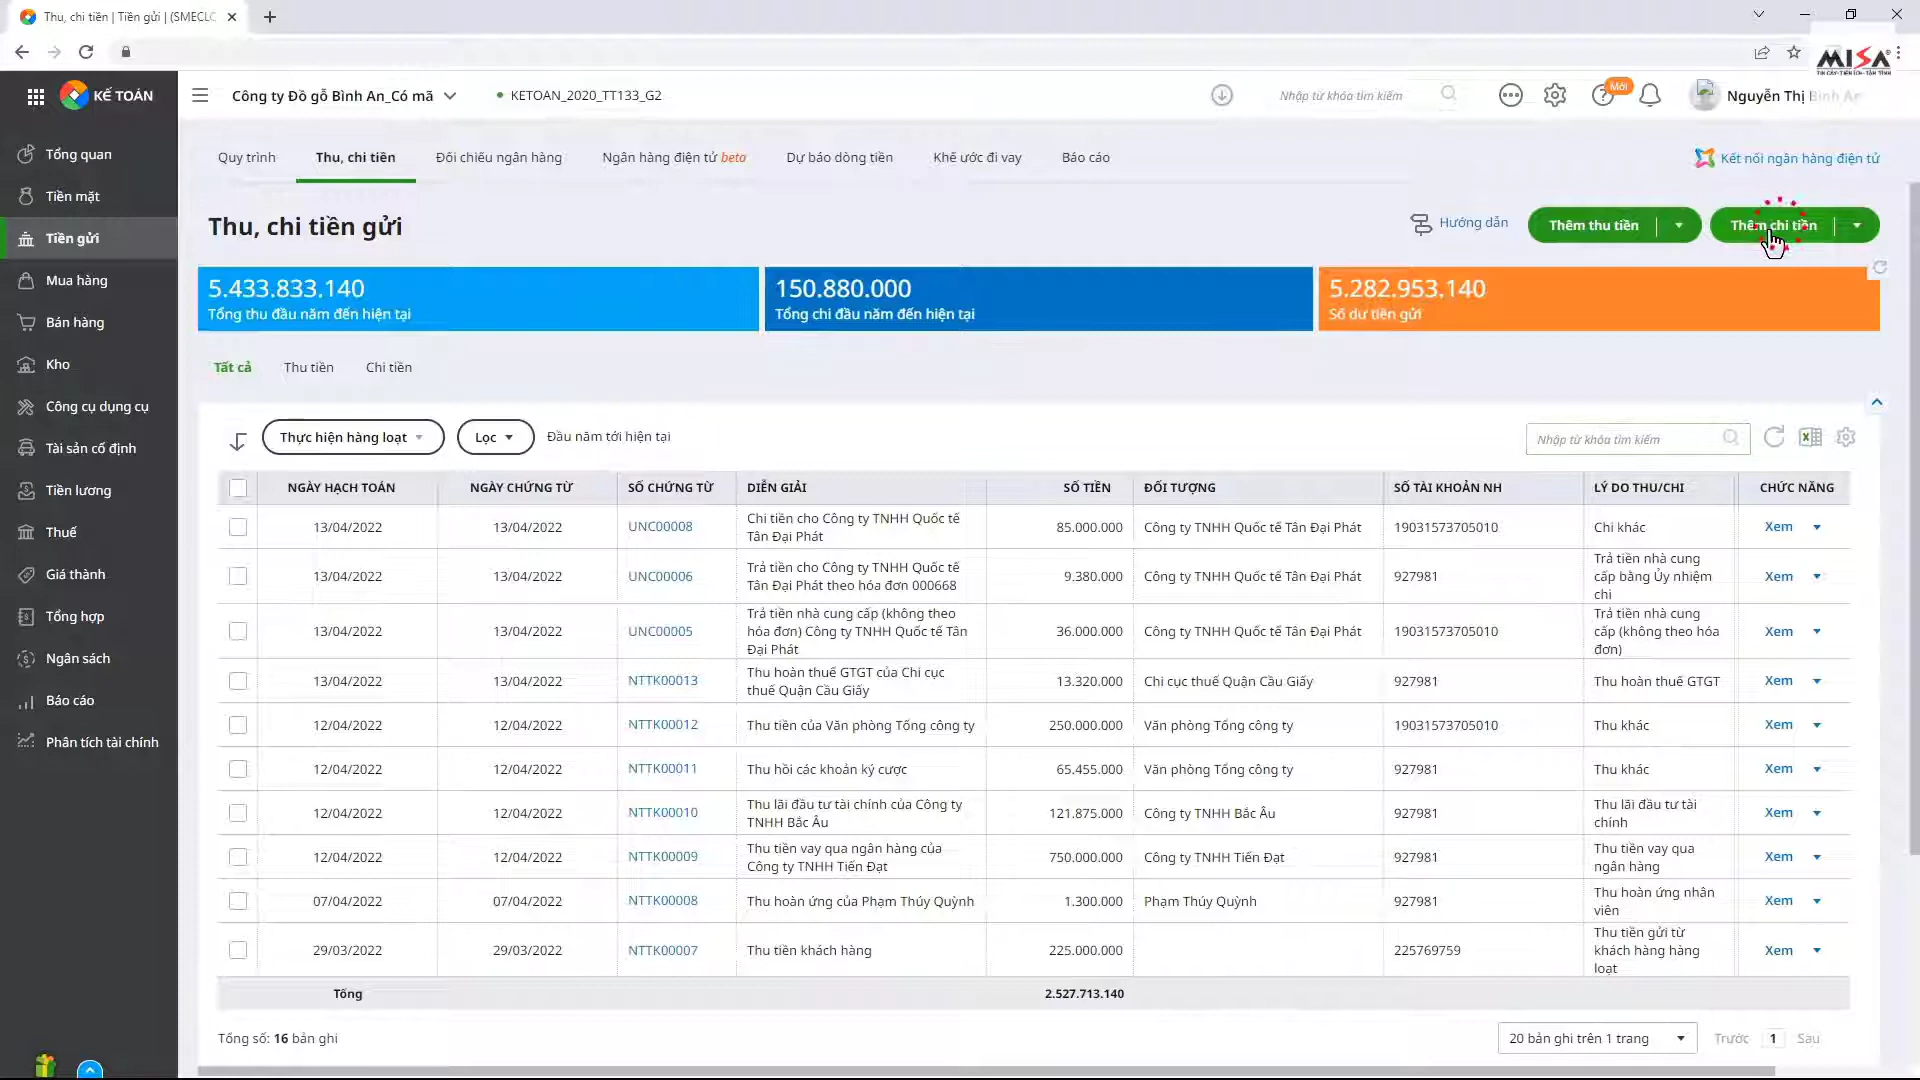 Thu, chi tiền | Tiền gửi | (SMECLC
MISA
TIN CẬY - TIỆN ÍCH - TẬN TÌNH
KẾ TOÁN
Công ty Đồ gỗ Bình An_Có mã
KETOAN_2020_TT133_G2
Nhập từ khóa tìm kiếm
Mới
Nguyễn Thị Bình An
Tổng quan
Tiền mặt
Tiền gửi
Mua hàng
Bán hàng
Kho
Công cụ dụng cụ
Tài sản cố định
Tiền lương
Thuế
Giá thành
Tổng hợp
Ngân sách
Báo cáo
Phân tích tài chính
Quy trình
Thu, chi tiền
Đối chiếu ngân hàng
Ngân hàng điện tử beta
Dự báo dòng tiền
Khế ước đi vay
Báo cáo
Kết nối ngân hàng điện tử
Thu, chi tiền gửi
Hướng dẫn
Thêm thu tiền
Thêm chi tiền
5.433.833.140
Tổng thu đầu năm đến hiện tại
150.880.000
Tổng chi đầu năm đến hiện tại
5.282.953.140
Số dư tiền gửi
Tất cả
Thu tiền
Chi tiền
Thực hiện hàng loạt
Lọc
Đầu năm tới hiện tại
Nhập từ khóa tìm kiếm
NGÀY HẠCH TOÁN NGÀY CHỨNG TỪ SỐ CHỨNG TỪ DIỄN GIẢI SỐ TIỀN ĐỐI TƯỢNG SỐ TÀI KHOẢN NH LÝ DO THU/CHI CHỨC NĂNG
13/04/2022 13/04/2022 UNC00008
Chi tiền cho Công ty TNHH Quốc tế
Tân Đại Phát
85.000.000 Công ty TNHH Quốc tế Tân Đại Phát 19031573705010 Chi khác Xem
13/04/2022 13/04/2022 UNC00006
Trả tiền cho Công ty TNHH Quốc tế
Tân Đại Phát theo hóa đơn 000668
9.380.000 Công ty TNHH Quốc tế Tân Đại Phát 927981
Trả tiền nhà cung
cấp bằng Ủy nhiệm
chi
Xem
13/04/2022 13/04/2022 UNC00005
Trả tiền nhà cung cấp (không theo
hóa đơn) Công ty TNHH Quốc tế Tân
Đại Phát
36.000.000 Công ty TNHH Quốc tế Tân Đại Phát 19031573705010
Trả tiền nhà cung
cấp (không theo hóa
đơn)
Xem
13/04/2022 13/04/2022 NTTK00013
Thu hoàn thuế GTGT của Chi cục
thuế Quận Cầu Giấy
13.320.000 Chi cục thuế Quận Cầu Giấy 927981 Thu hoàn thuế GTGT Xem
12/04/2022 12/04/2022 NTTK00012 Thu tiền của Văn phòng Tổng công ty 250.000.000 Văn phòng Tổng công ty 19031573705010 Thu khác Xem
12/04/2022 12/04/2022 NTTK00011 Thu hồi các khoản ký cược 65.455.000 Văn phòng Tổng công ty 927981 Thu khác Xem
12/04/2022 12/04/2022 NTTK00010
Thu lãi đầu tư tài chính của Công ty
TNHH Bắc Âu
121.875.000 Công ty TNHH Bắc Âu 927981
Thu lãi đầu tư tài
chính
Xem
12/04/2022 12/04/2022 NTTK00009
Thu tiền vay qua ngân hàng của
Công ty TNHH Tiến Đạt
750.000.000 Công ty TNHH Tiến Đạt 927981
Thu tiền vay qua
ngân hàng
Xem
07/04/2022 07/04/2022 NTTK00008 Thu hoàn ứng của Phạm Thúy Quỳnh 1.300.000 Phạm Thúy Quỳnh 927981
Thu hoàn ứng nhân
viên
Xem
29/03/2022 29/03/2022 NTTK00007 Thu tiền khách hàng 225.000.000 225769759
Thu tiền gửi từ
khách hàng hàng
loạt
Xem
Tổng 2.527.713.140
Tổng số: 16 bản ghi
20 bản ghi trên 1 trang
Trước 1 Sau